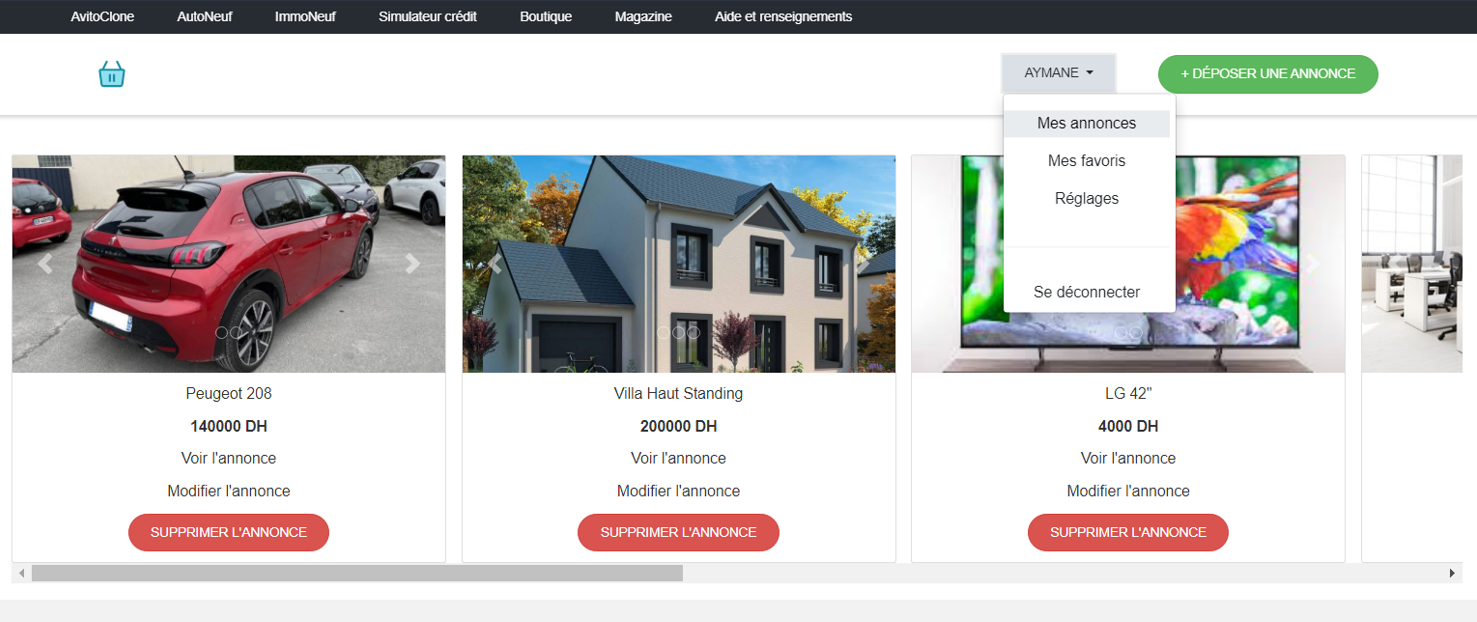 AvitoClone AutoNeuf ImmoNeuf Simulateur crédit Boutique Magazine Aide et renseignements
AYMANE
+ DÉPOSER UNE ANNONCE
Mes annonces
Mes favoris
Réglages
Se déconnecter
Peugeot 208
140000 DH
Voir l'annonce
Modifier l'annonce
SUPPRIMER L'ANNONCE
Villa Haut Standing
200000 DH
Voir l'annonce
Modifier l'annonce
SUPPRIMER L'ANNONCE
LG 42"
4000 DH
Voir l'annonce
Modifier l'annonce
SUPPRIMER L'ANNONCE